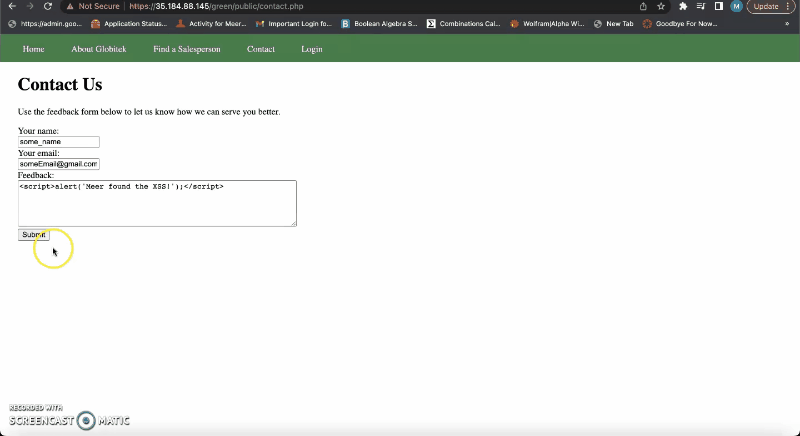 Not Secure https://35.184.88.145/green/public/contact.php Update
https://admin.goo... Application Status... Activity for Meer... Important Login fo... Boolean Algebra S... Combinations Cal... Wolfram|Alpha Wi... New Tab Goodbye For Now... »
Home About Globitek Find a Salesperson Contact Login
Contact Us
Use the feedback form below to let us know how we can serve you better.
Your name:
some_name
Your email:
someEmail@gmail.com
Feedback:
<script>alert('Meer found the XSS!');</script>
Submit
RECORDED WITH
SCREENCAST MATIC